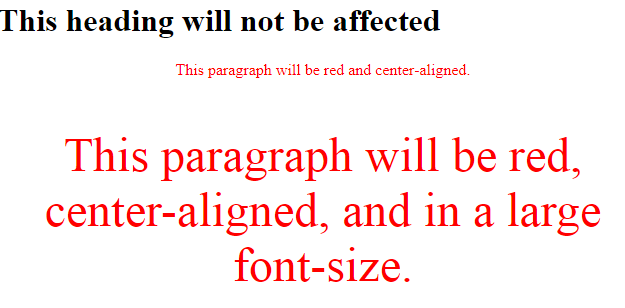 This heading will not be affected
This paragraph will be red and center-aligned.
This paragraph will be red,
center-aligned, and in a large
font-size.